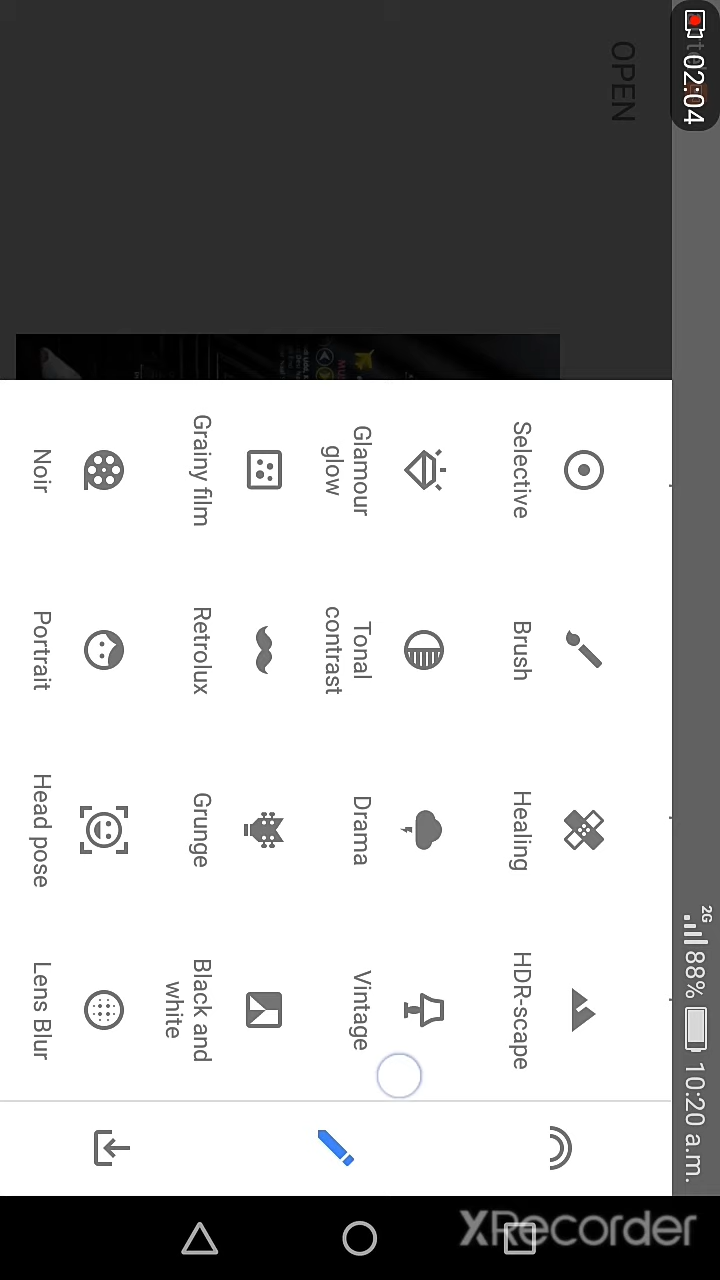 02:04
2G
88%
10:20 a.m.
OPEN
Selective
Brush
Healing
HDR-scape
Glamour
glow
Tonal
contrast
Drama
Vintage
Grainy film
Retrolux
Grunge
Black and
white
Noir
Portrait
Head pose
Lens Blur
XRecorder